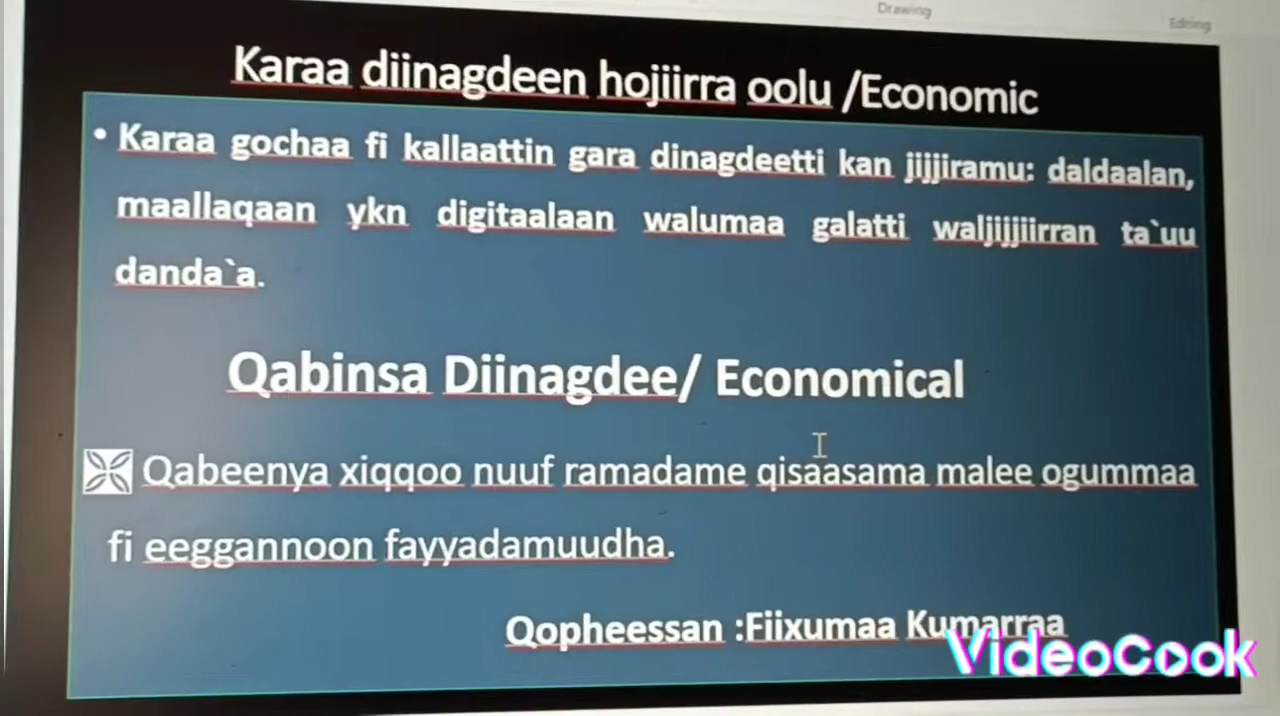 Drawing
Editing
Karaa diinagdeen hojiirra oolu /Economic
• Karaa gochaa fi kallaattin gara dinagdeetti kan jijjiramu: daldaalan,
maallaqaan ykn digitaalaan walumaa galatti waljijjjiirran ta`uu
danda`a.
Qabinsa Diinagdee/ Economical
Qabeenya xiqqoo nuuf ramadame qisaasama malee ogummaa
fi eeggannoon fayyadamuudha.
Qopheessan :Fiixumaa Kumarraa
VideoCook